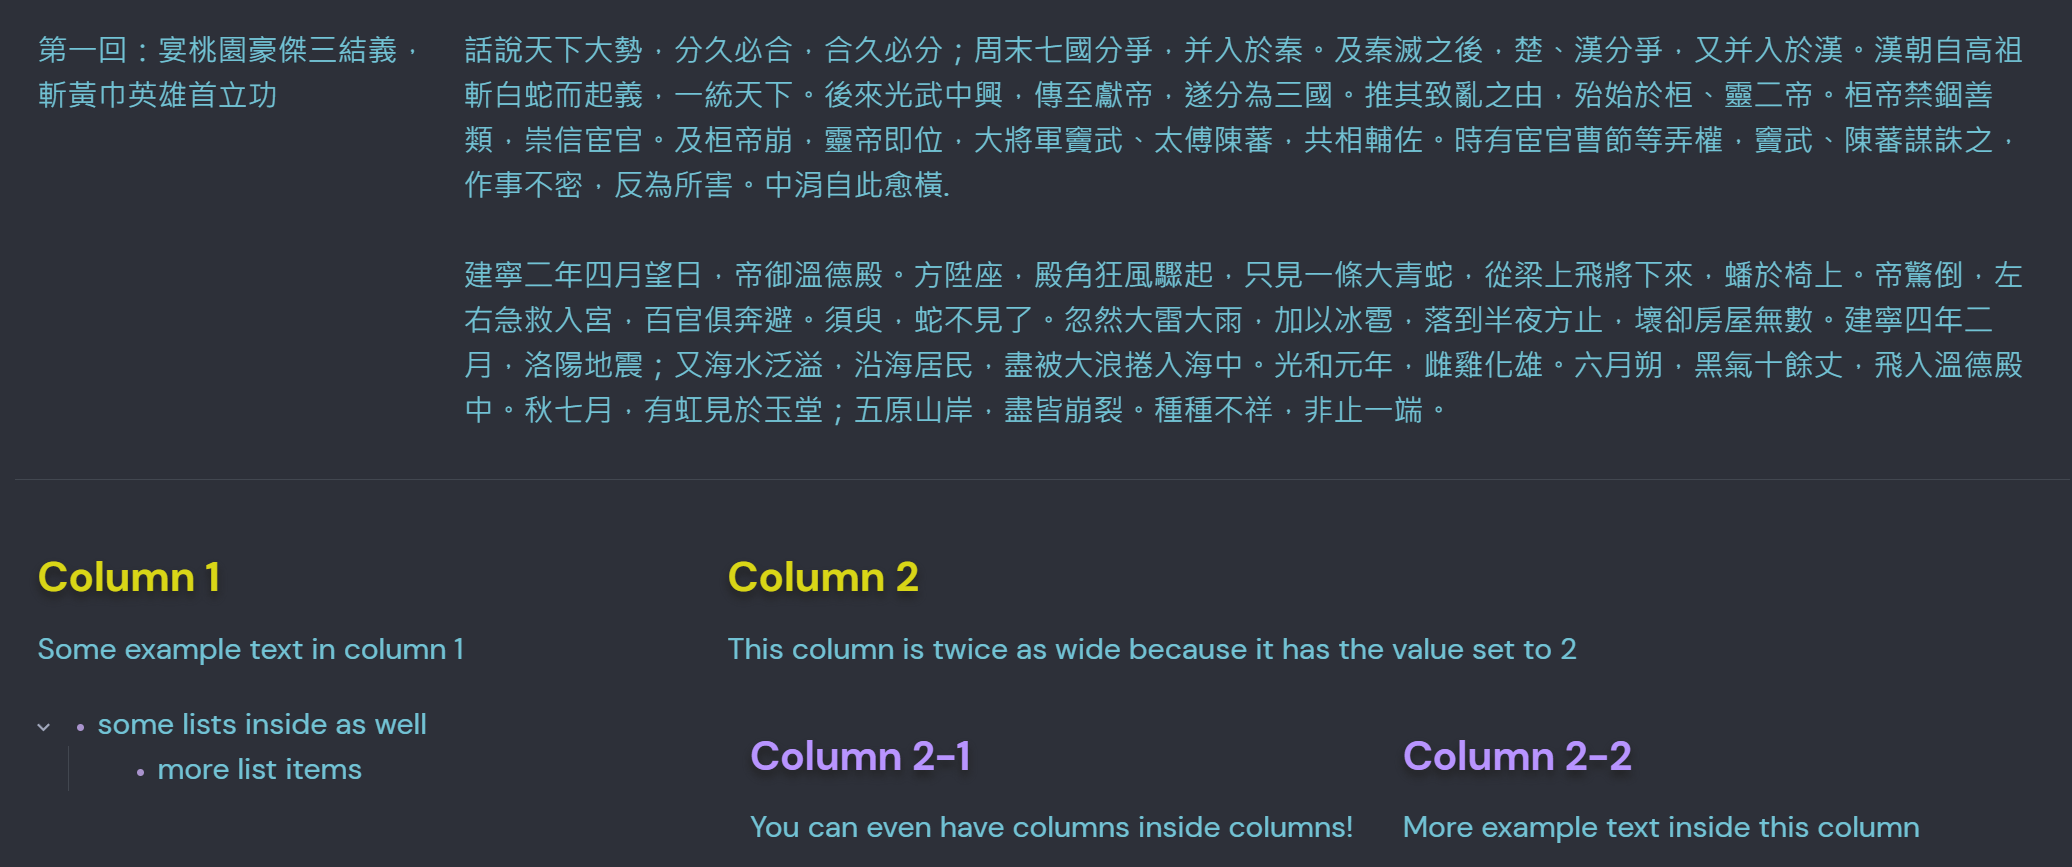 第一回：宴桃園豪傑三結義，
斬黃巾英雄首立功
話說天下大勢，分久必合，合久必分；周末七國分爭，并入於秦。及秦滅之後，楚、漢分爭，又并入於漢。漢朝自高祖
斬白蛇而起義，一統天下。後來光武中興，傳至獻帝，遂分為三國。推其致亂之由，殆始於桓、靈二帝。桓帝禁錮善
類，崇信宦官。及桓帝崩，靈帝即位，大將軍竇武、太傅陳蕃，共相輔佐。時有宦官曹節等弄權，竇武、陳蕃謀誅之，
作事不密，反為所害。中涓自此愈橫.
建寧二年四月望日，帝御溫德殿。方陞座，殿角狂風驟起，只見一條大青蛇，從梁上飛將下來，蟠於椅上。帝驚倒，左
右急救入宮，百官俱奔避。須臾，蛇不見了。忽然大雷大雨，加以冰雹，落到半夜方止，壞卻房屋無數。建寧四年二
月，洛陽地震；又海水泛溢，沿海居民，盡被大浪捲入海中。光和元年，雌雞化雄。六月朔，黑氣十餘丈，飛入溫德殿
中。秋七月，有虹見於玉堂；五原山岸，盡皆崩裂。種種不祥，非止一端。
Column 1
Some example text in column 1
some lists inside as well
more list items
Column 2
This column is twice as wide because it has the value set to 2
Column 2-1
You can even have columns inside columns!
Column 2-2
More example text inside this column